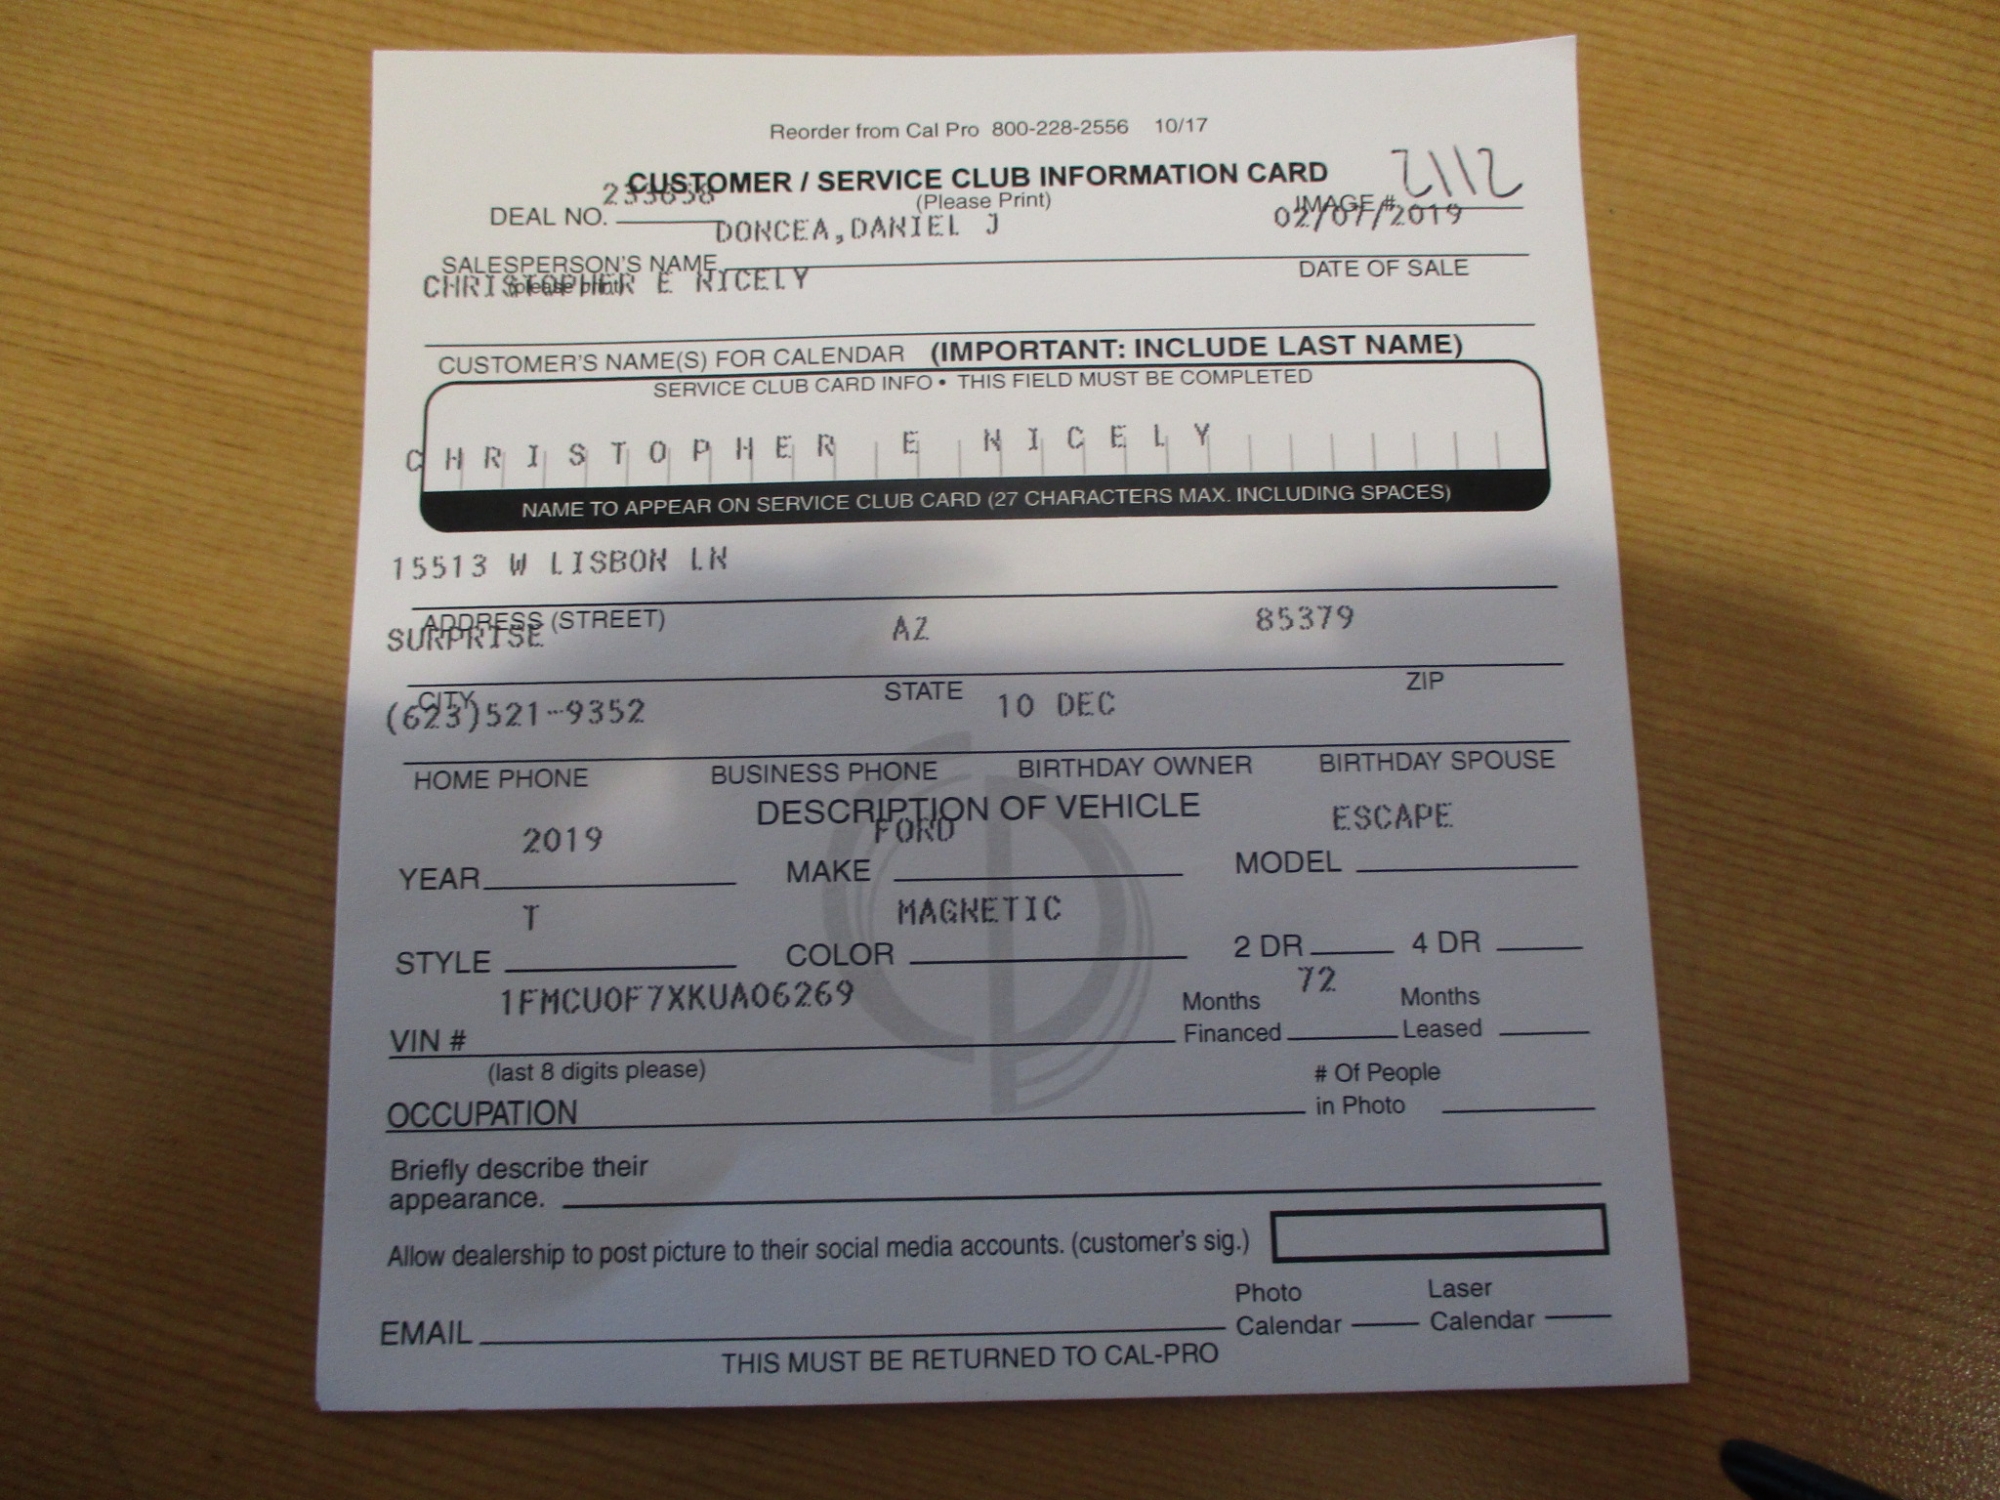 Reorder from Cal Pro 800-228-2556 10/17
CUSTOMER / SERVICE CLUB INFORMATION CARD
(Please Print)
DEAL NO. 233658 IMAGE # 2112
DONCEA,DANIEL J 02/07/2019
SALESPERSON'S NAME DATE OF SALE
(please print)
CHRISTOPHER E NICELY
CUSTOMER'S NAME(S) FOR CALENDAR (IMPORTANT: INCLUDE LAST NAME)
SERVICE CLUB CARD INFO • THIS FIELD MUST BE COMPLETED
CHRISTOPHER E NICELY
NAME TO APPEAR ON SERVICE CLUB CARD (27 CHARACTERS MAX. INCLUDING SPACES)
15513 W LISBON LN
ADDRESS (STREET)
SURPRISE AZ 85379
CITY STATE ZIP
(623)521-9352 10 DEC
HOME PHONE BUSINESS PHONE BIRTHDAY OWNER BIRTHDAY SPOUSE
DESCRIPTION OF VEHICLE
2019 FORD ESCAPE
YEAR MAKE MODEL
T MAGNETIC
STYLE COLOR 2 DR 4 DR
1FMCU0F7XKUA06269 72
VIN # Months Financed Months Leased
(last 8 digits please)
OCCUPATION # Of People in Photo
Briefly describe their
appearance.
Allow dealership to post picture to their social media accounts. (customer's sig.)
EMAIL Photo Calendar Laser Calendar
THIS MUST BE RETURNED TO CAL-PRO